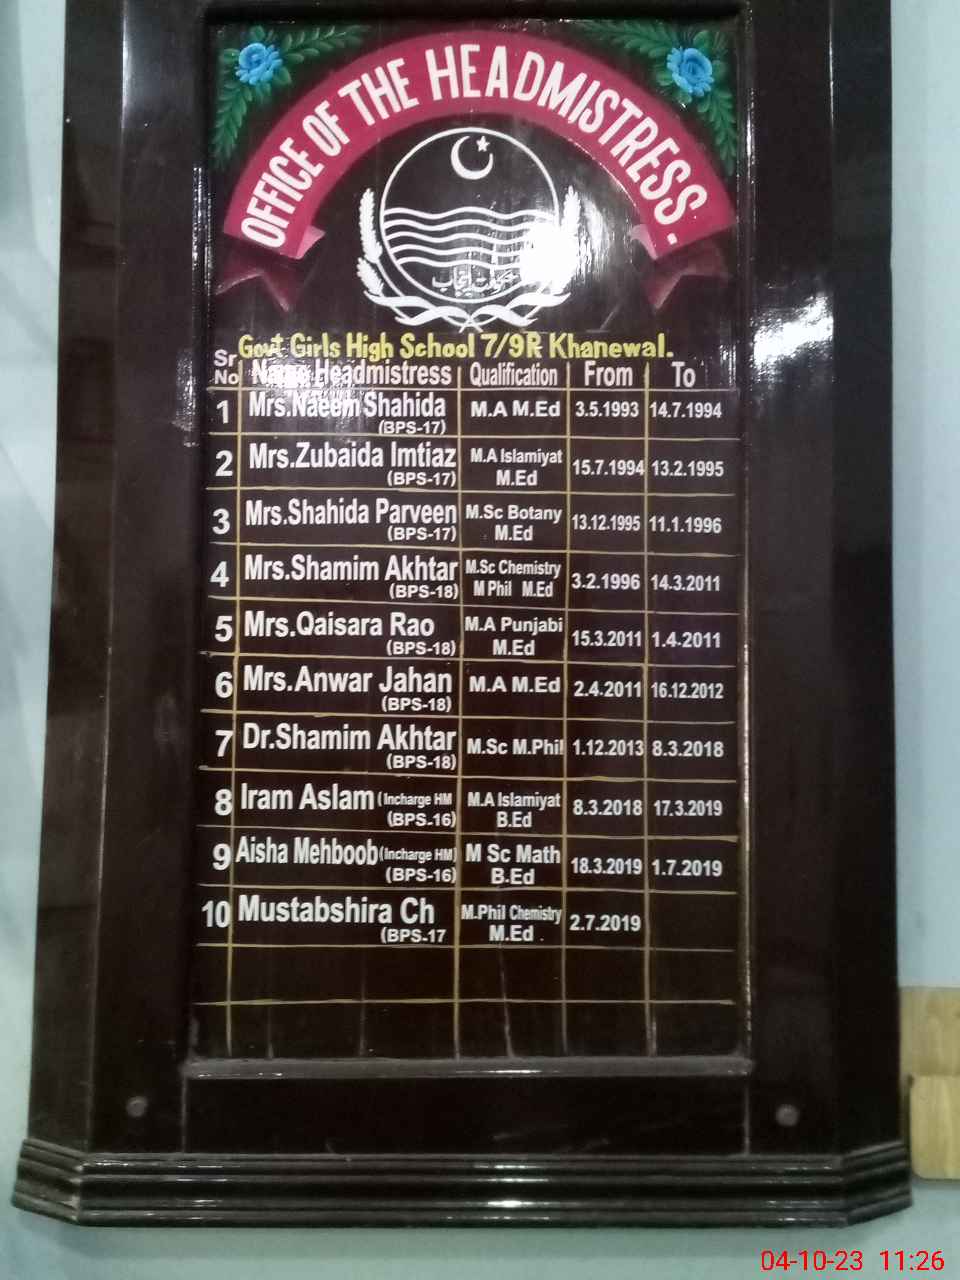 OFFICE OF THE HEADMISTRESS.
حکومت پنجاب
Govt Girls High School 7/9R Khanewal.
Sr No Name Headmistress Qualification From To
1 Mrs.Naeem Shahida (BPS-17) M.A M.Ed 3.5.1993 14.7.1994
2 Mrs.Zubaida Imtiaz (BPS-17) M.A Islamiyat M.Ed 15.7.1994 13.2.1995
3 Mrs.Shahida Parveen (BPS-17) M.Sc Botany M.Ed 13.12.1995 11.1.1996
4 Mrs.Shamim Akhtar (BPS-18) M.Sc Chemistry M Phil M.Ed 3.2.1996 14.3.2011
5 Mrs.Qaisara Rao (BPS-18) M.A Punjabi M.Ed 15.3.2011 1.4.2011
6 Mrs.Anwar Jahan (BPS-18) M.A M.Ed 2.4.2011 16.12.2012
7 Dr.Shamim Akhtar (BPS-18) M.Sc M.Phil 1.12.2013 8.3.2018
8 Iram Aslam (Incharge HM (BPS-16) M.A Islamiyat B.Ed 8.3.2018 17.3.2019
9 Aisha Mehboob (Incharge HM) (BPS-16) M Sc Math B.Ed 18.3.2019 1.7.2019
10 Mustabshira Ch (BPS-17 M.Phil Chemistry M.Ed . 2.7.2019
04-10-23 11:26